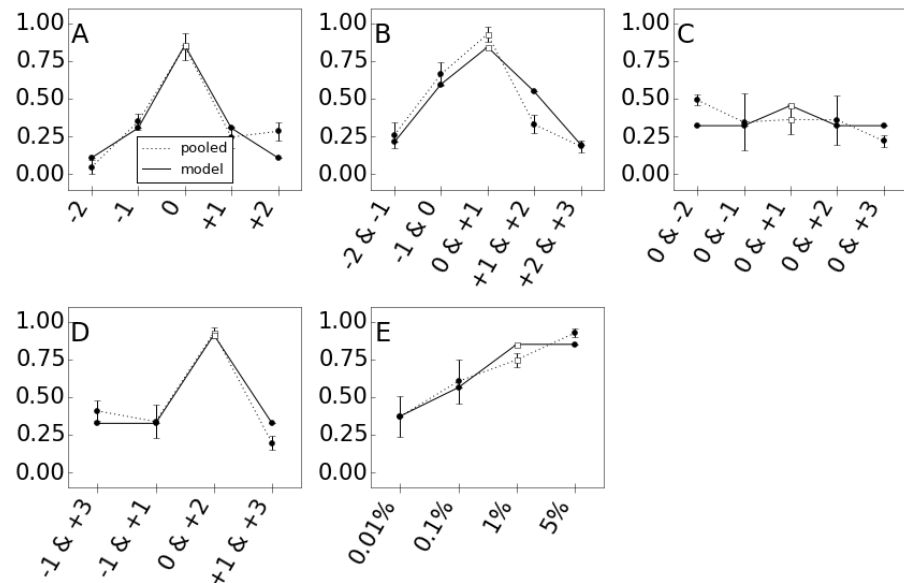 A
1.00
0.75
0.50
0.25
0.00
pooled
model
-2
-1
0
+1
+2
B
1.00
0.75
0.50
0.25
0.00
-2 & -1
-1 & 0
0 & +1
+1 & +2
+2 & +3
C
1.00
0.75
0.50
0.25
0.00
0 & -2
0 & -1
0 & +1
0 & +2
0 & +3
D
1.00
0.75
0.50
0.25
0.00
-1 & +3
-1 & +1
0 & +2
+1 & +3
E
1.00
0.75
0.50
0.25
0.00
0.01%
0.1%
1%
5%